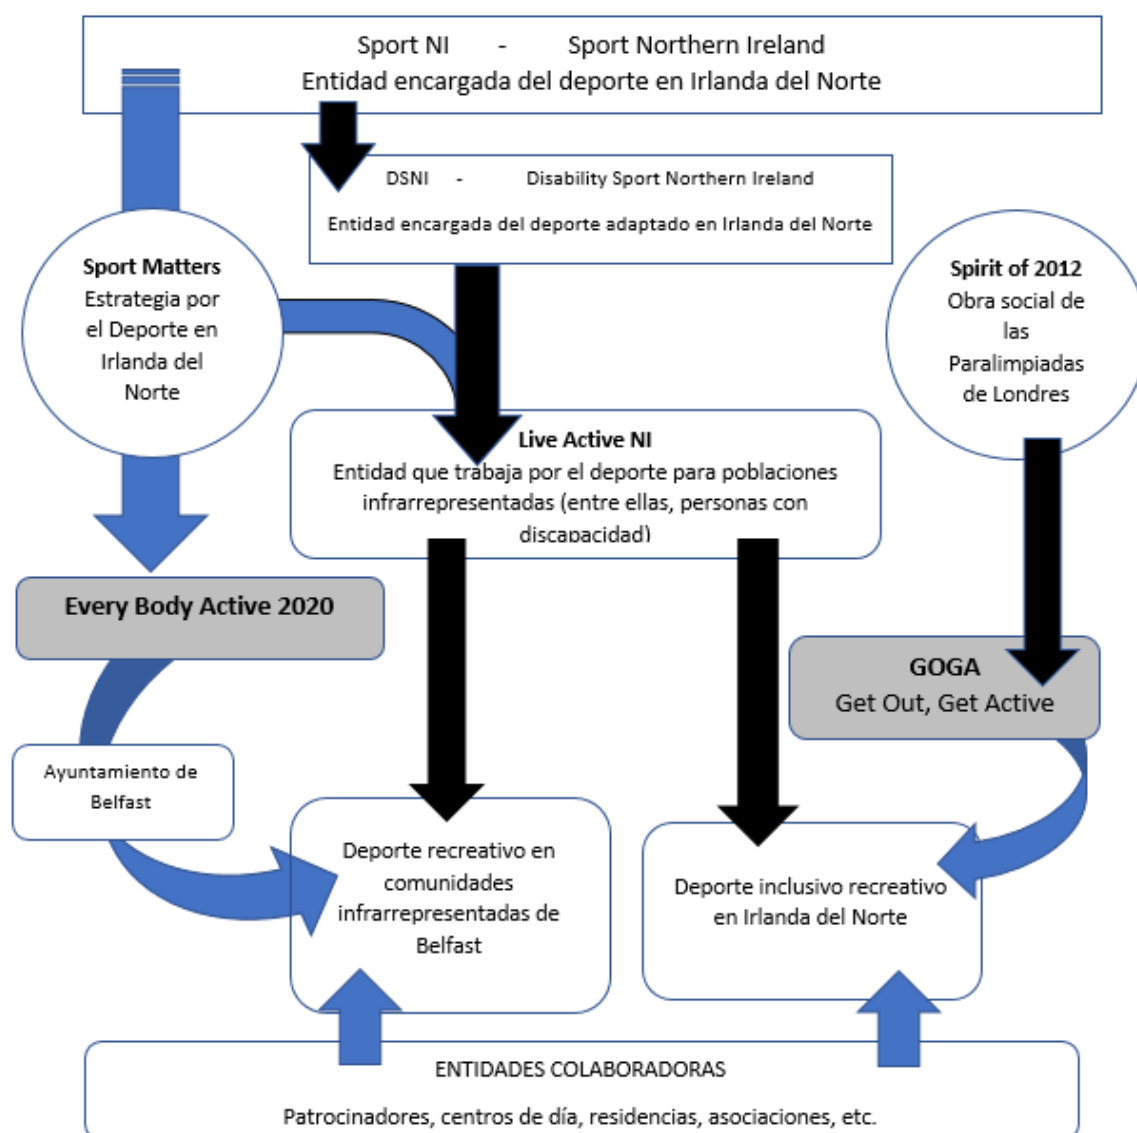 Sport NI - Sport Northern Ireland
Entidad encargada del deporte en Irlanda del Norte
DSNI - Disability Sport Northern Ireland
Entidad encargada del deporte adaptado en Irlanda del Norte
Sport Matters
Estrategia por
el Deporte en
Irlanda del
Norte
Spirit of 2012
Obra social de
las
Paralimpiadas
de Londres
Live Active NI
Entidad que trabaja por el deporte para poblaciones
infrarrepresentadas (entre ellas, personas con
discapacidad)
Every Body Active 2020
GOGA
Get Out, Get Active
Ayuntamiento de
Belfast
Deporte recreativo en
comunidades
infrarrepresentadas de
Belfast
Deporte inclusivo recreativo
en Irlanda del Norte
ENTIDADES COLABORADORAS
Patrocinadores, centros de día, residencias, asociaciones, etc.